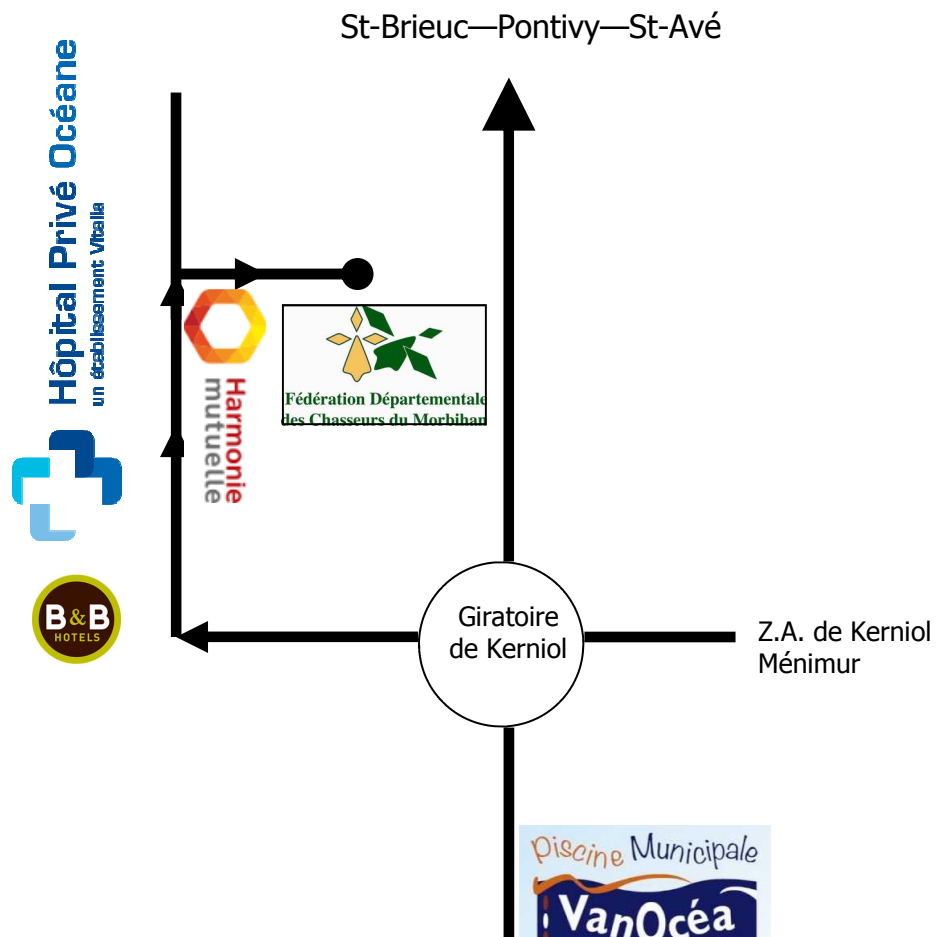 St-Brieuc—Pontivy—St-Avé
Hôpital Privé Océane
un établissement Vitalia
Harmonie
mutuelle
Fédération Départementale
des Chasseurs du Morbihan
B&B
HOTELS
Giratoire
de Kerniol
Z.A. de Kerniol
Ménimur
Piscine Municipale
VanOcéa